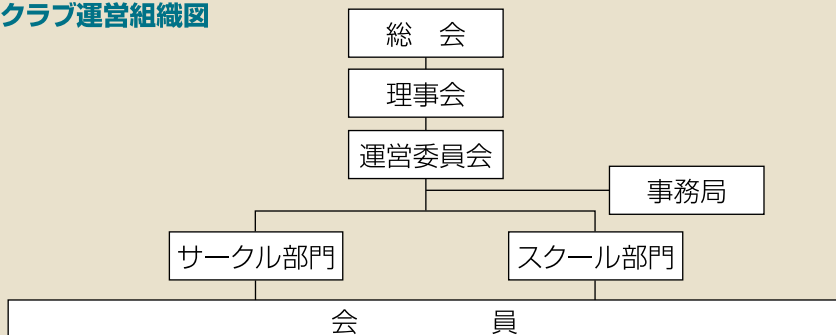 クラブ運営組織図
総　会
理事会
運営委員会
事務局
サークル部門
スクール部門
会　員